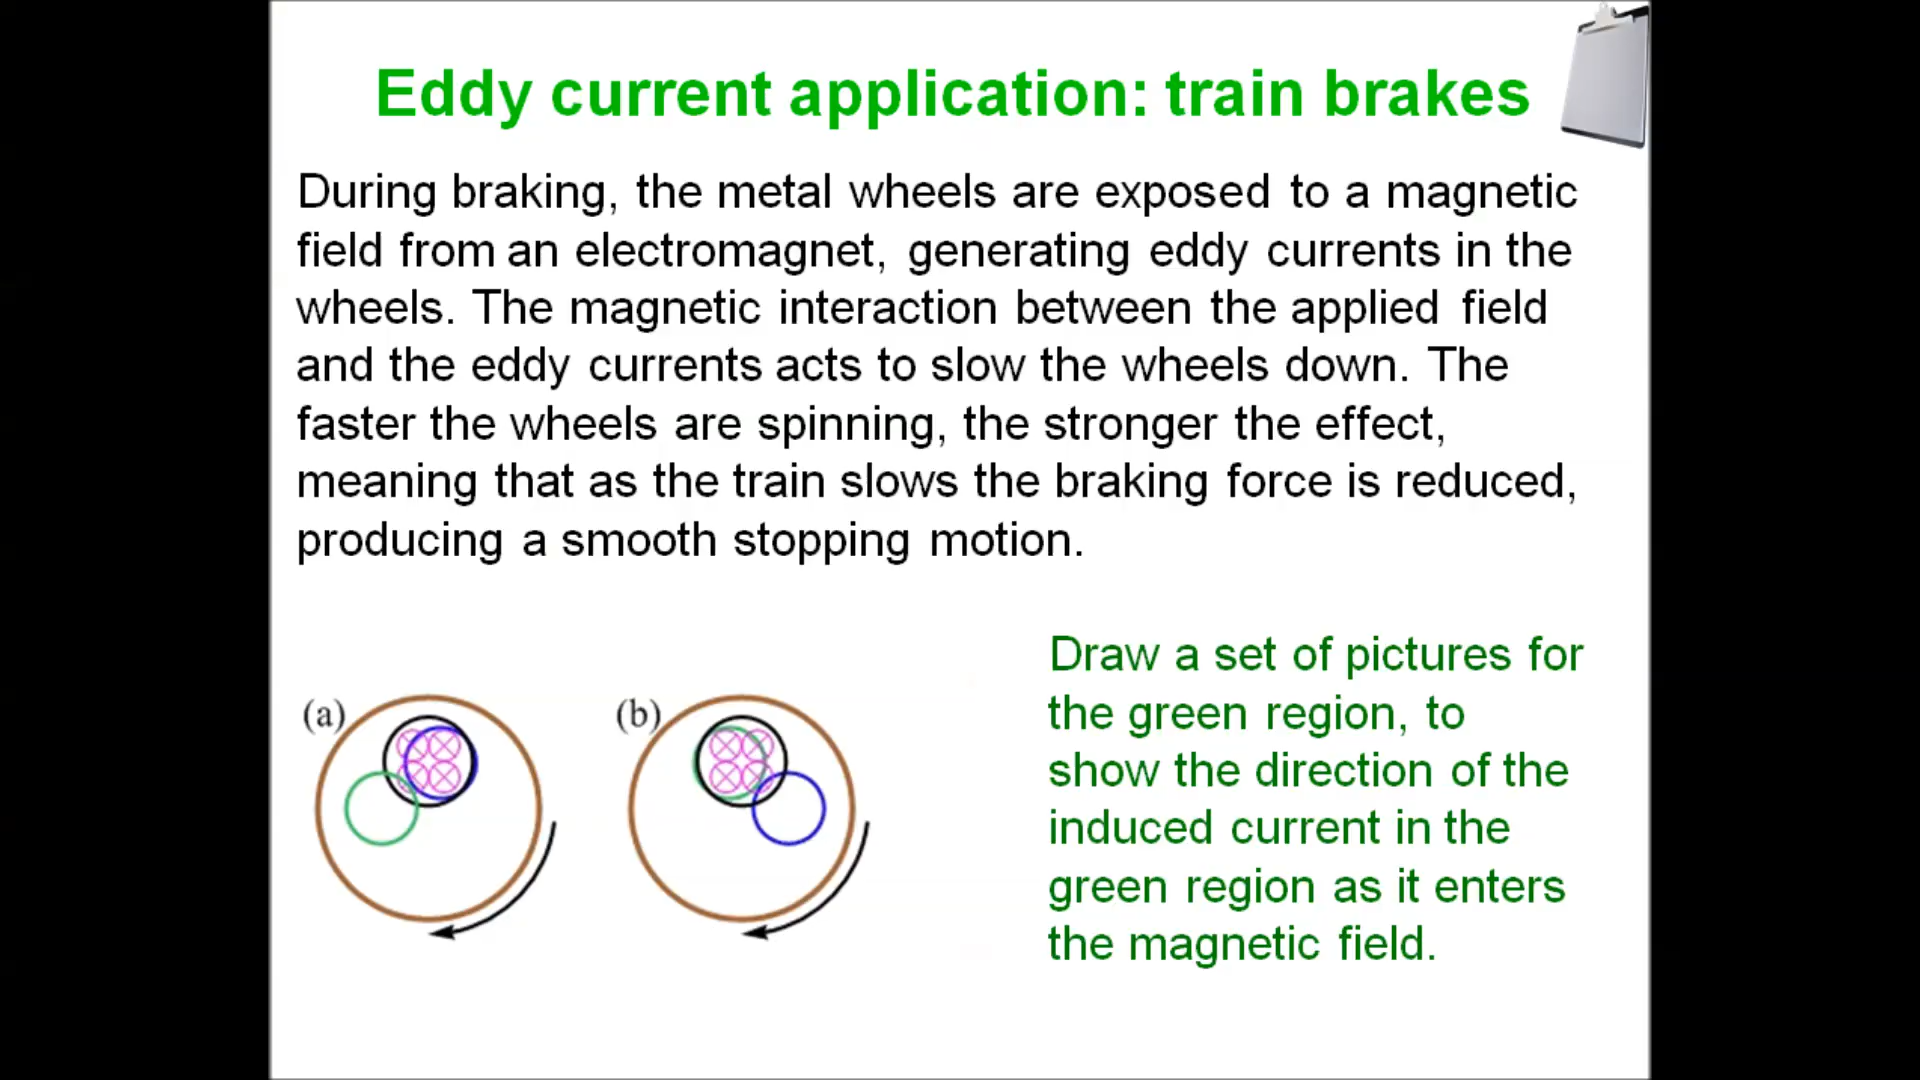 Eddy current application: train brakes
During braking, the metal wheels are exposed to a magnetic
field from an electromagnet, generating eddy currents in the
wheels. The magnetic interaction between the applied field
and the eddy currents acts to slow the wheels down. The
faster the wheels are spinning, the stronger the effect,
meaning that as the train slows the braking force is reduced,
producing a smooth stopping motion.
(a)
(b)
Draw a set of pictures for
the green region, to
show the direction of the
induced current in the
green region as it enters
the magnetic field.